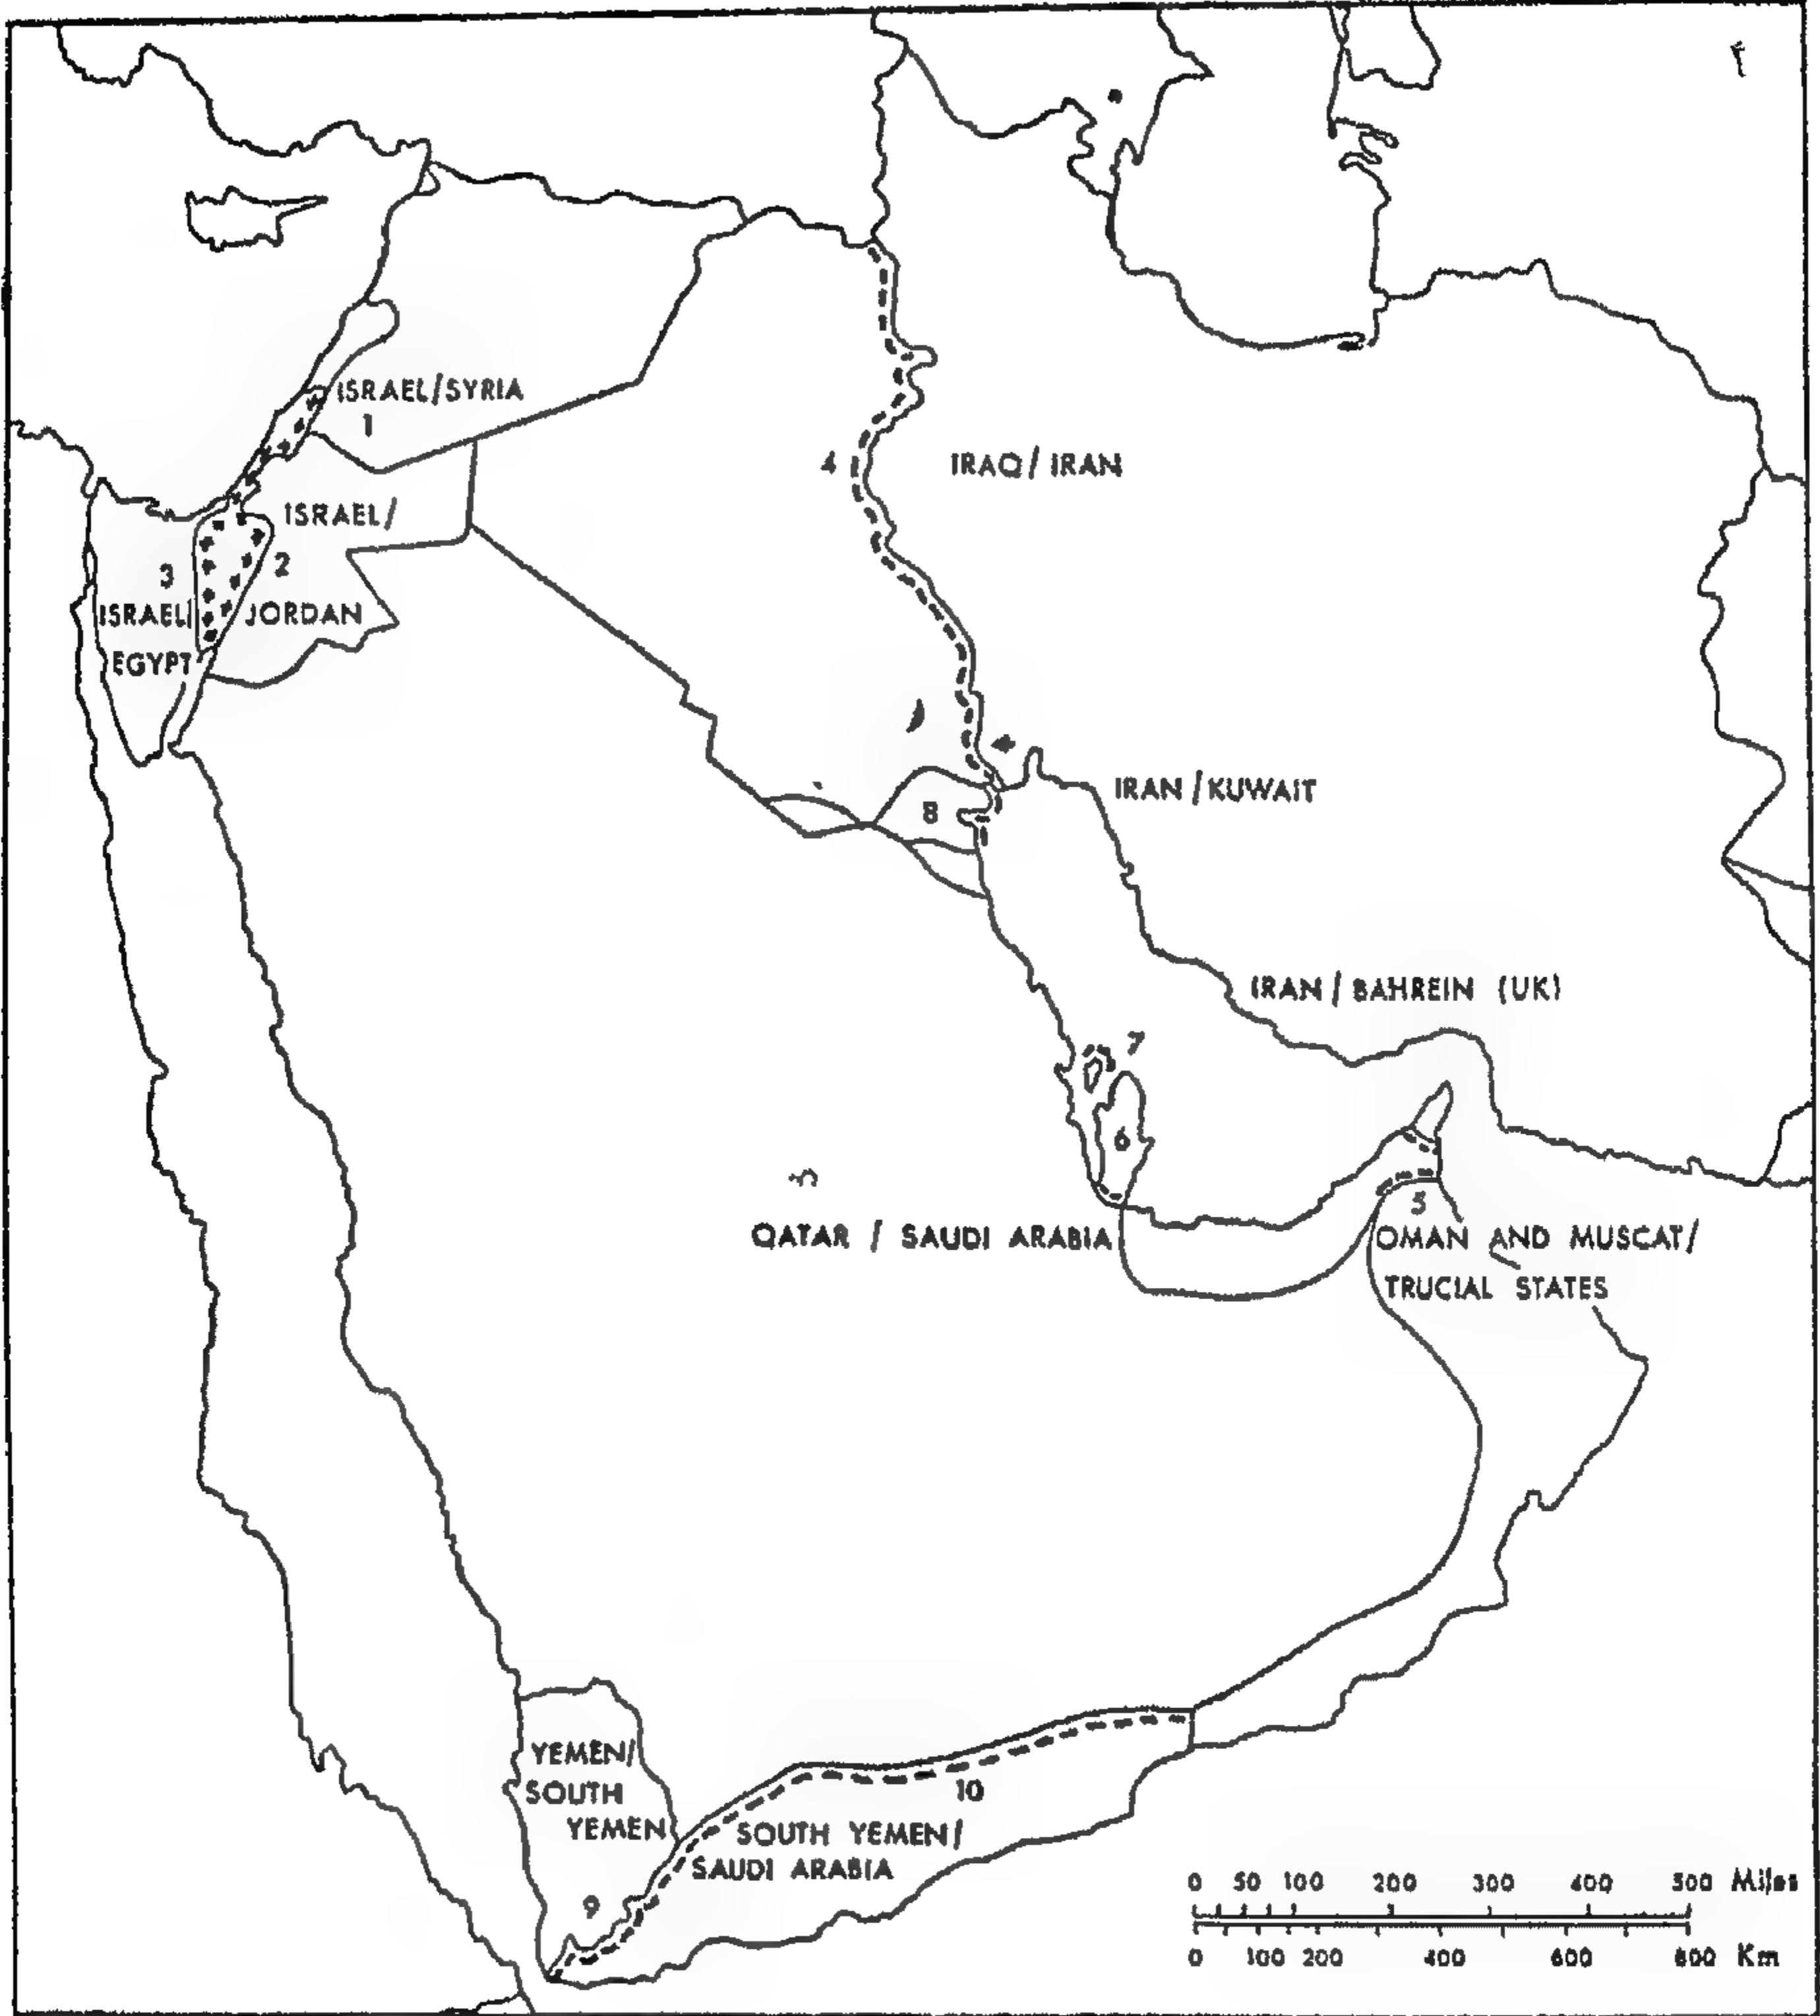 ISRAEL/SYRIA
1
4
IRAQ/ IRAN
ISRAEL/
3
2
ISRAEL/
JORDAN
EGYPT
IRAN /KUWAIT
8
IRAN / BAHREIN (UK)
7
6
5
QATAR / SAUDI ARABIA
OMAN AND MUSCAT/
TRUCIAL STATES
YEMEN/
SOUTH
YEMEN
10
SOUTH YEMEN/
SAUDI ARABIA
9
0 50 100 200 300 400 500 Miles
0 100 200 400 600 800 Km